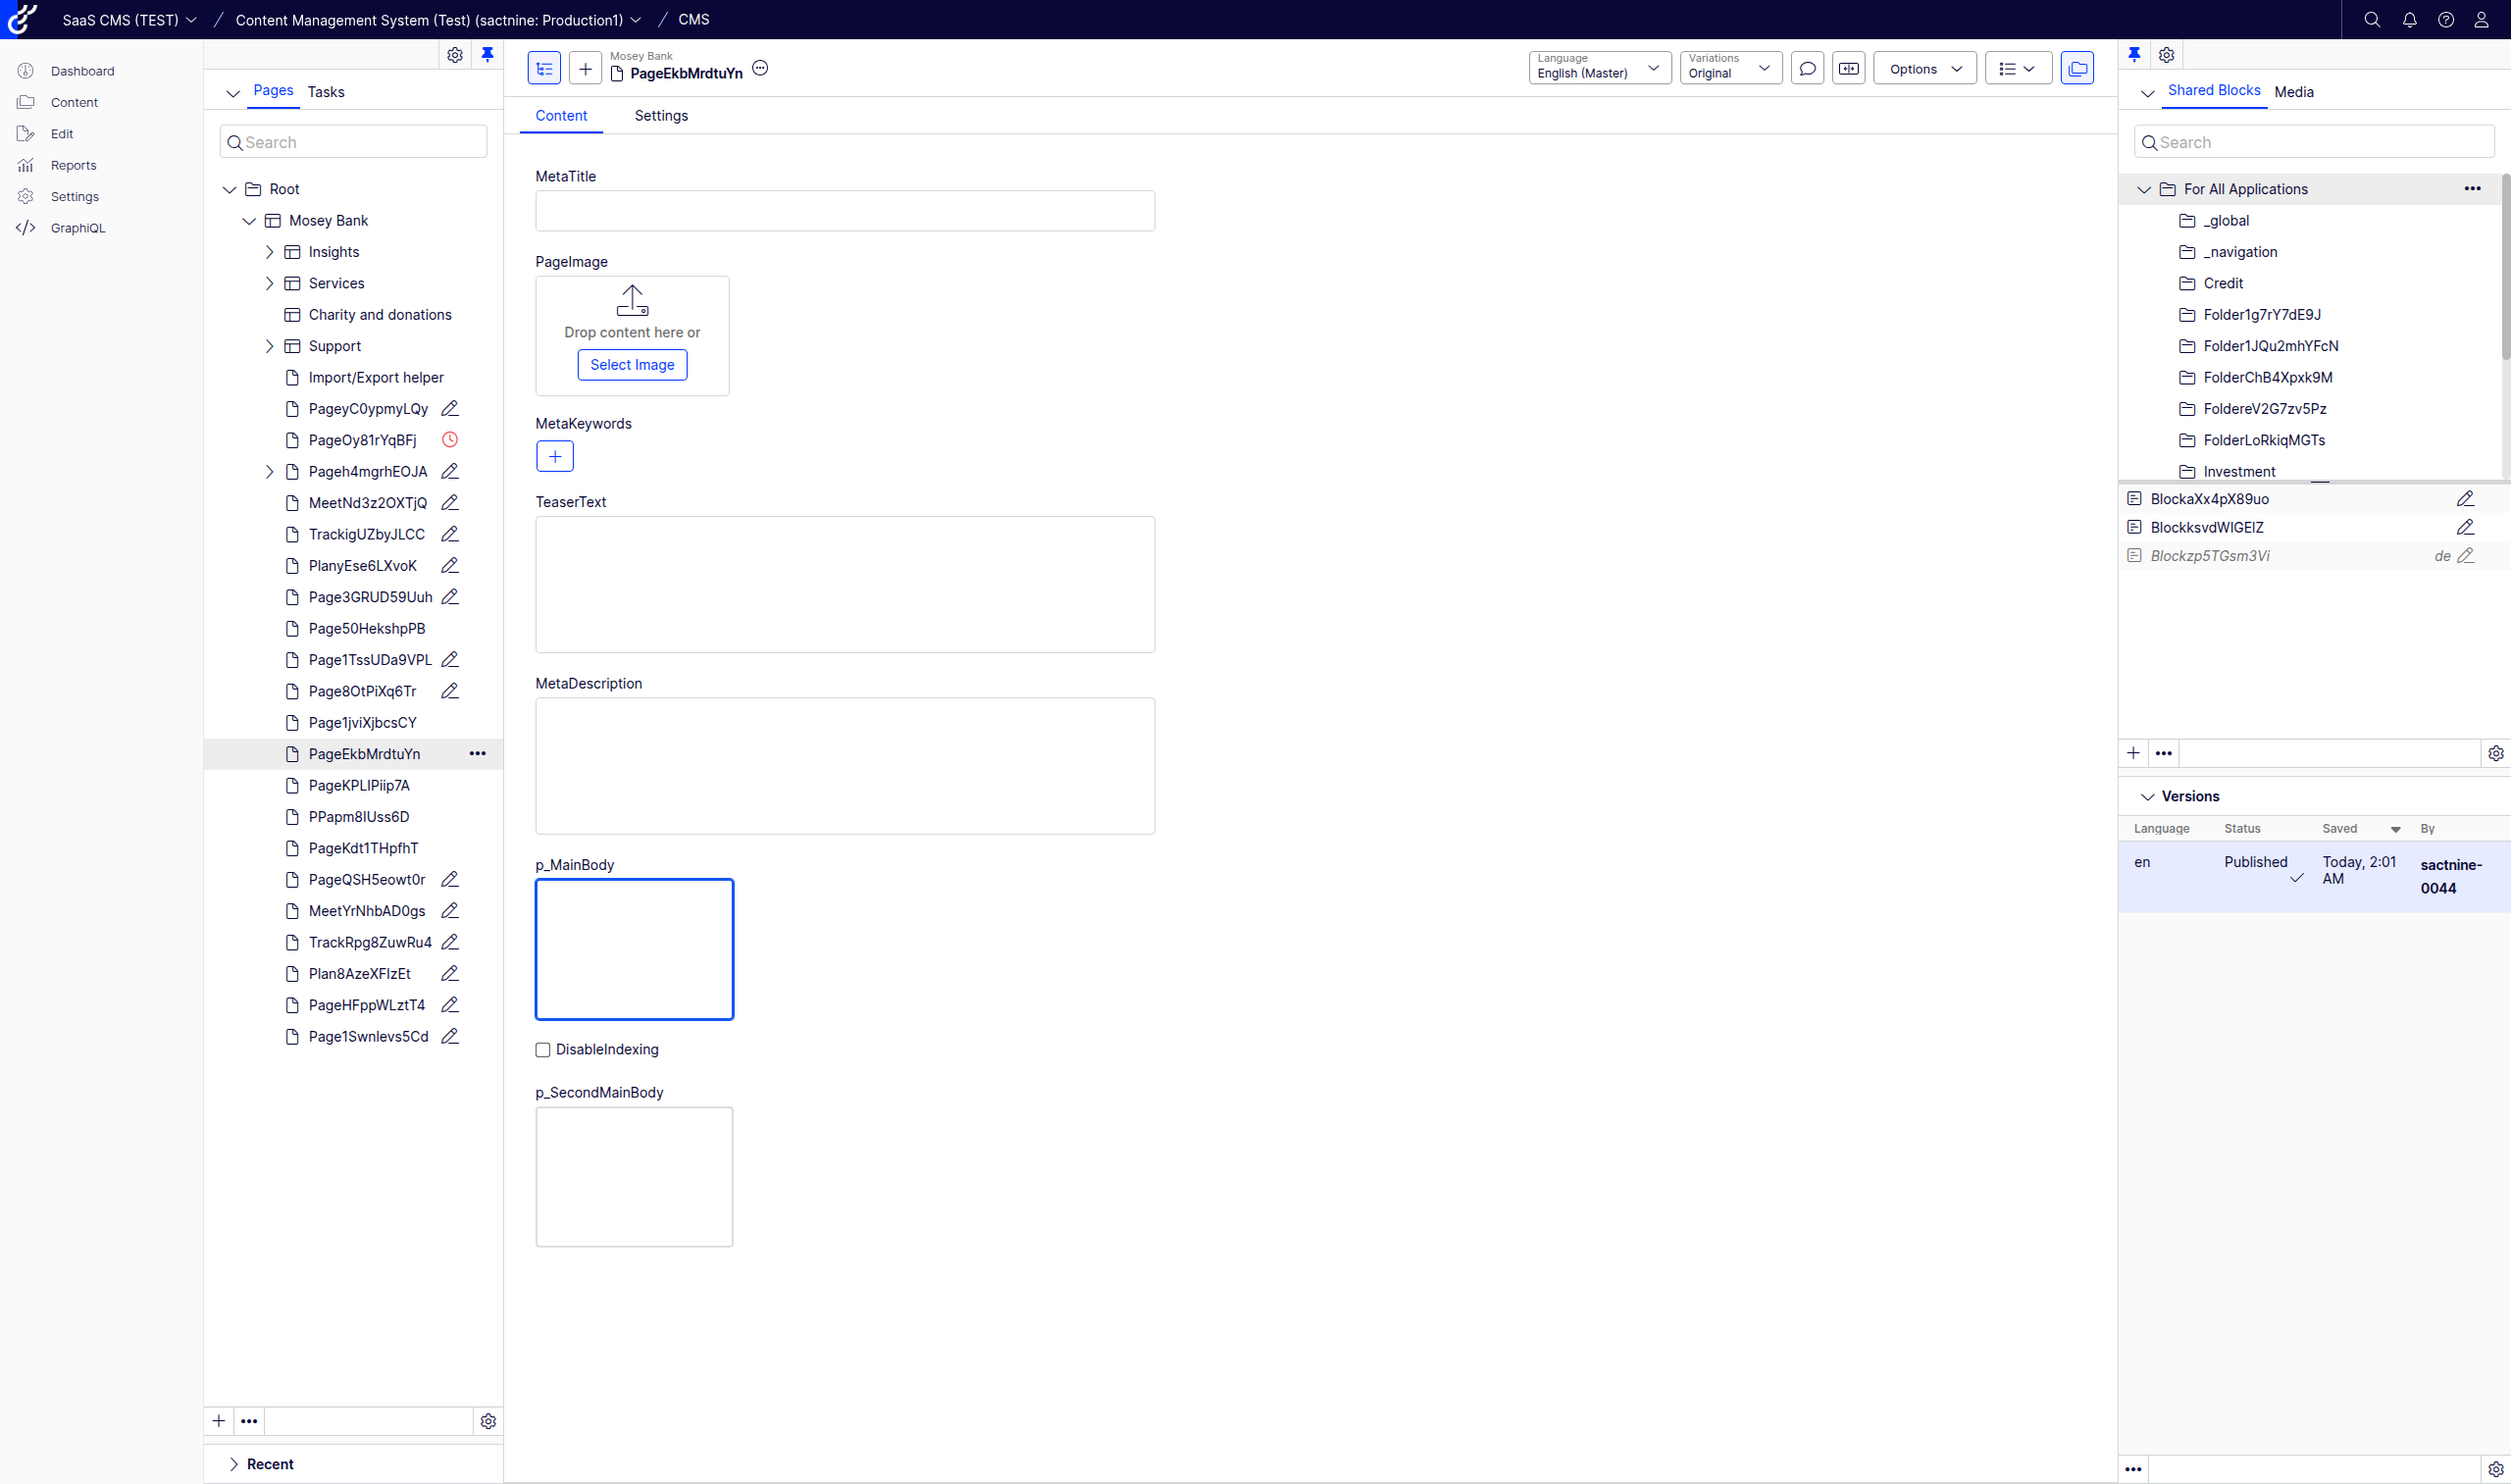 SaaS CMS (TEST) / Content Management System (Test) (sactnine: Production1) / CMS
Dashboard
Content
Edit
Reports
Settings
GraphiQL
Pages Tasks
Search
Root
Mosey Bank
Insights
Services
Charity and donations
Support
Import/Export helper
PageyC0ypmyLQy
PageOy81rYqBFj
Pageh4mgrhEOJA
MeetNd3z2OXTjQ
TrackigUZbyJLCC
PlanyEse6LXvoK
Page3GRUD59Uuh
Page50HekshpPB
Page1TssUDa9VPL
Page8OtPiXq6Tr
Page1jviXjbcsCY
PageEkbMrdtuYn
PageKPLIPiip7A
PPapm8IUss6D
PageKdt1THpfhT
PageQSH5eowt0r
MeetYrNhbAD0gs
TrackRpg8ZuwRu4
Plan8AzeXFIzEt
PageHFppWLztT4
Page1Swnlevs5Cd
Recent
Mosey Bank
PageEkbMrdtuYn
Language
English (Master)
Variations
Original
Options
Content Settings
MetaTitle
PageImage
Drop content here or
Select Image
MetaKeywords
TeaserText
MetaDescription
p_MainBody
DisableIndexing
p_SecondMainBody
Shared Blocks Media
Search
For All Applications
_global
_navigation
Credit
Folder1g7rY7dE9J
Folder1JQu2mhYFcN
FolderChB4Xpxk9M
FoldereV2G7zv5Pz
FolderLoRkiqMGTs
Investment
BlockaXx4pX89uo
BlockksvdWIGEIZ
Blockzp5TGsm3Vi de
Versions
Language Status Saved By
en Published Today, 2:01 AM sactnine-0044